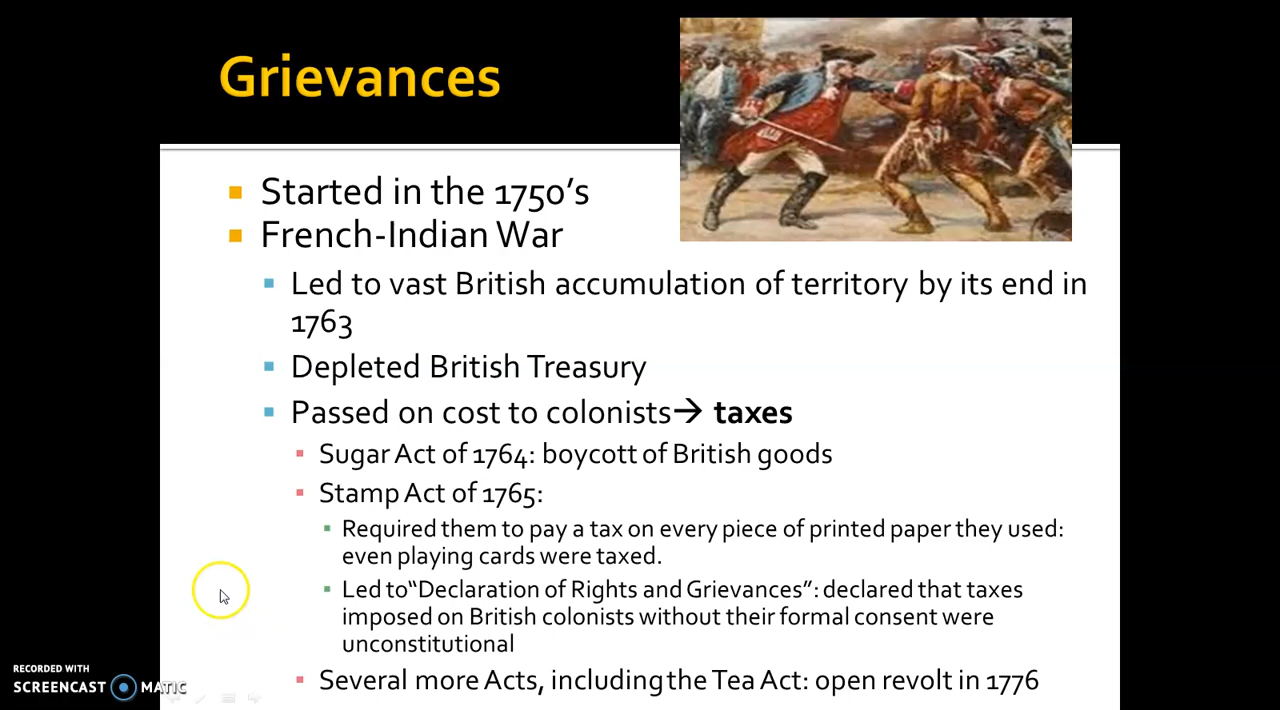 Grievances
Started in the 1750's
French-Indian War
Led to vast British accumulation of territory by its end in
1763
Depleted British Treasury
Passed on cost to colonists→ taxes
Sugar Act of 1764: boycott of British goods
Stamp Act of 1765:
Required them to pay a tax on every piece of printed paper they used:
even playing cards were taxed.
Led to“Declaration of Rights and Grievances”: declared that taxes
imposed on British colonists without their formal consent were
unconstitutional
Several more Acts, including the Tea Act: open revolt in 1776
RECORDED WITH
SCREENCAST MATIC